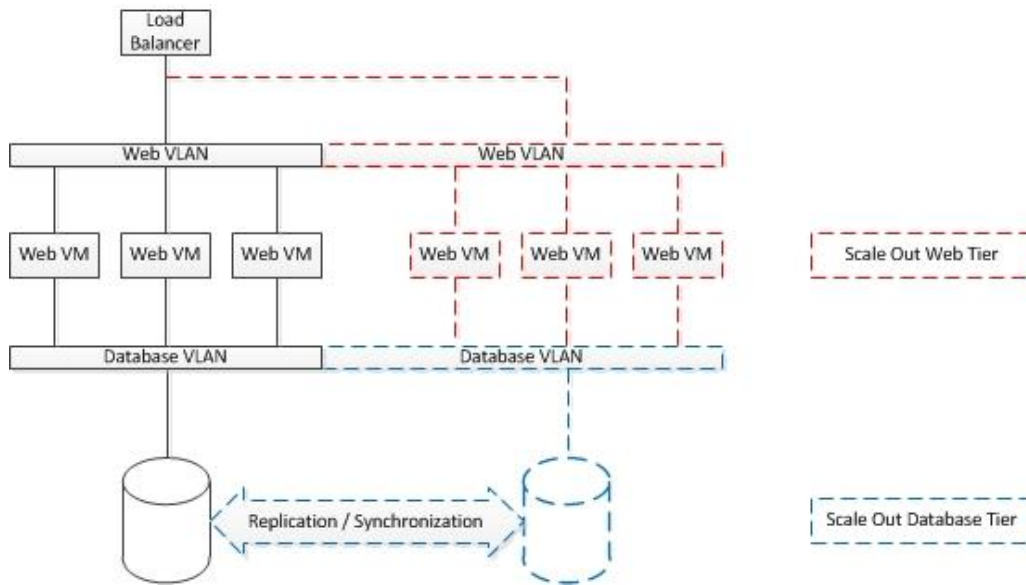 Load
Balancer
Web VLAN
Web VLAN
Web VM
Web VM
Web VM
Web VM
Web VM
Web VM
Scale Out Web Tier
Database VLAN
Database VLAN
Replication / Synchronization
Scale Out Database Tier